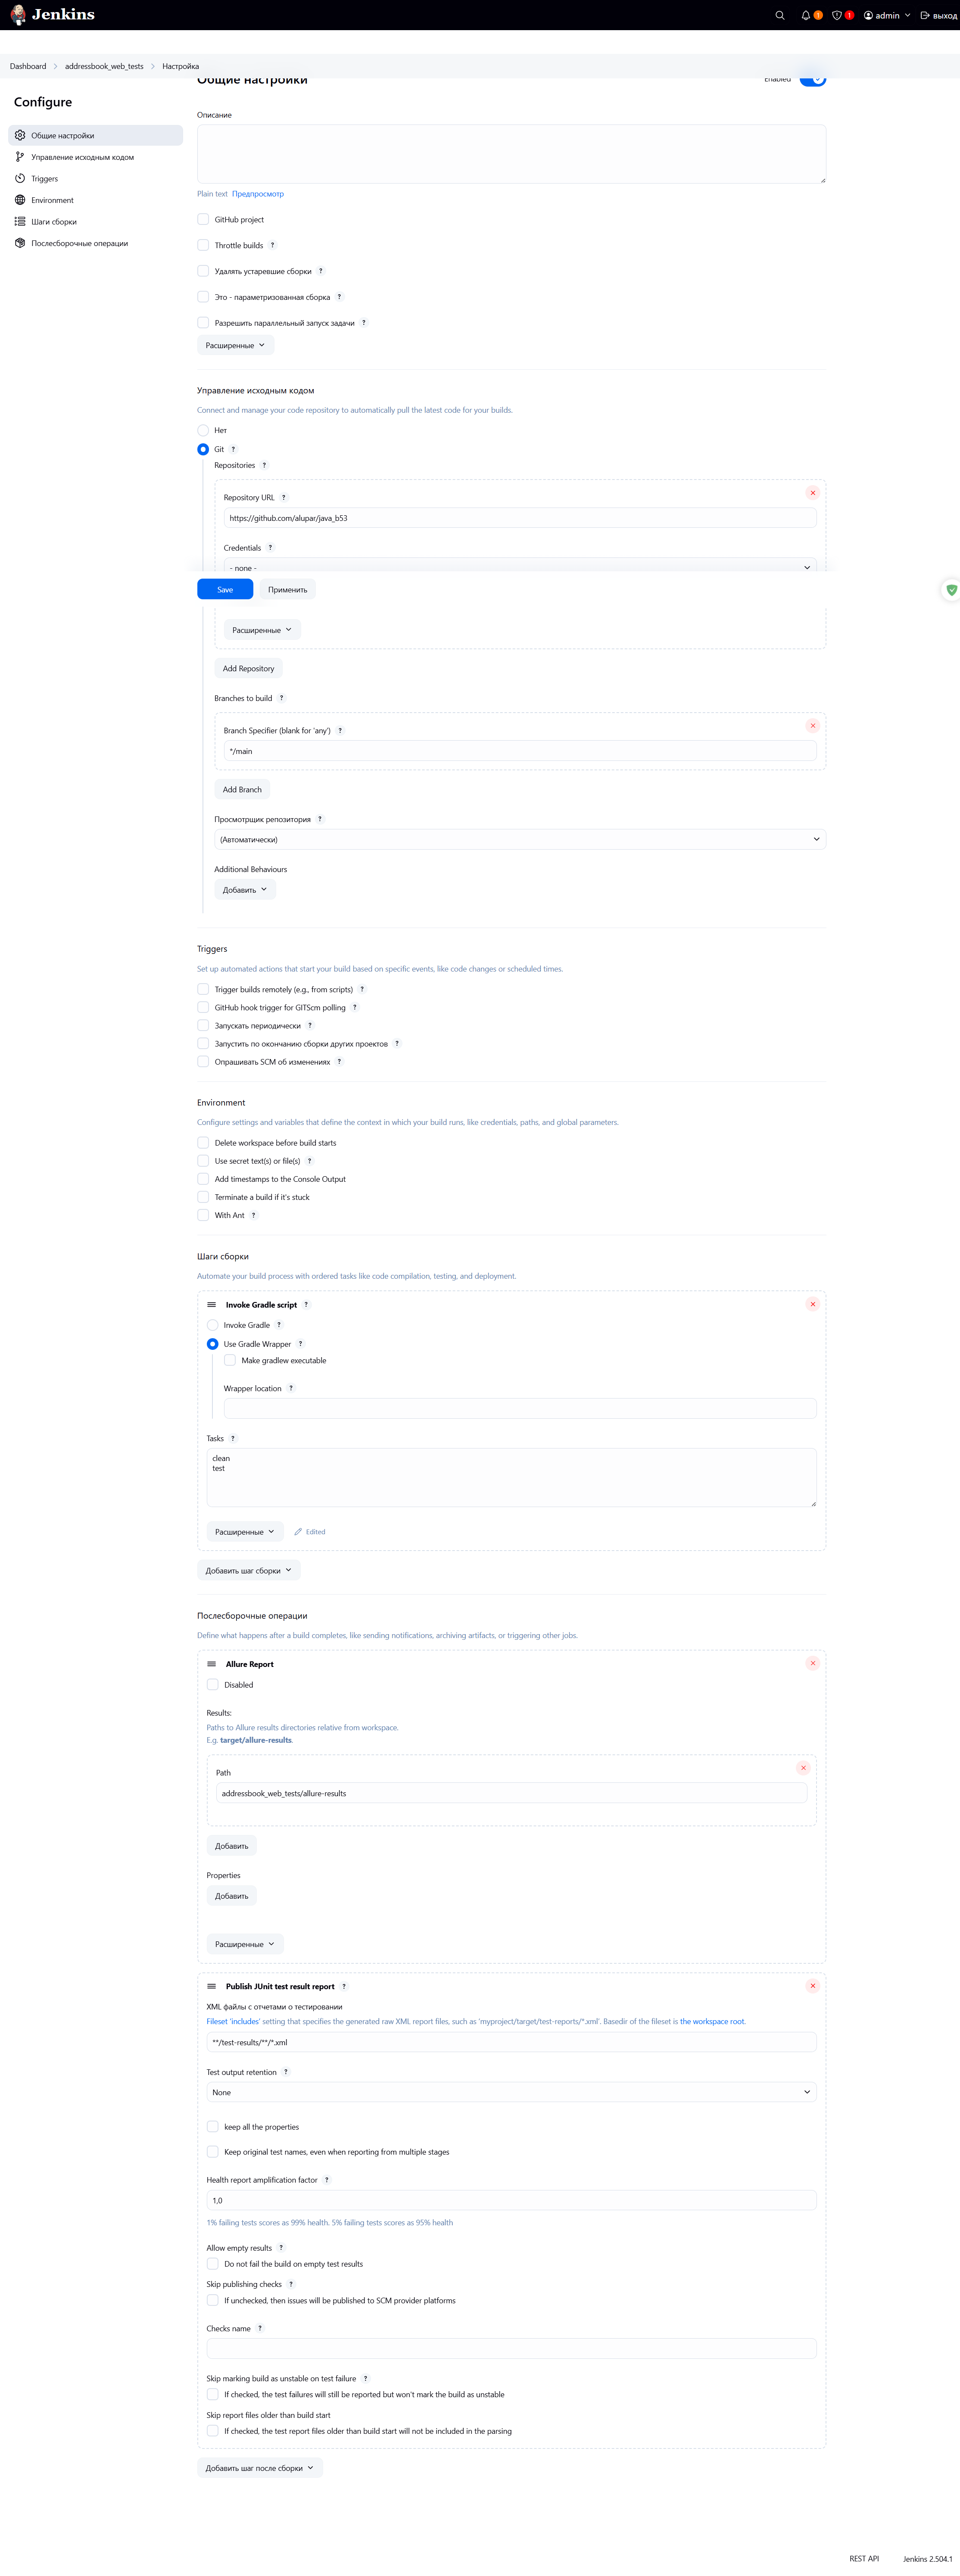 Jenkins
1
1
admin
выход
Dashboard
addressbook_web_tests
Настройка
Общие настройки
Enabled
Configure
Общие настройки
Управление исходным кодом
Triggers
Environment
Шаги сборки
Послесборочные операции
Описание
Plain text Предпросмотр
GitHub project
Throttle builds ?
Удалять устаревшие сборки ?
Это - параметризованная сборка ?
Разрешить параллельный запуск задачи ?
Расширенные
Управление исходным кодом
Connect and manage your code repository to automatically pull the latest code for your builds.
Нет
Git ?
Repositories ?
Repository URL ?
https://github.com/alupar/java_b53
Credentials ?
- none -
Save
Применить
Расширенные
Add Repository
Branches to build ?
Branch Specifier (blank for 'any') ?
*/main
Add Branch
Просмотрщик репозитория ?
(Автоматически)
Additional Behaviours
Добавить
Triggers
Set up automated actions that start your build based on specific events, like code changes or scheduled times.
Trigger builds remotely (e.g., from scripts) ?
GitHub hook trigger for GITScm polling ?
Запускать периодически ?
Запустить по окончанию сборки других проектов ?
Опрашивать SCM об изменениях ?
Environment
Configure settings and variables that define the context in which your build runs, like credentials, paths, and global parameters.
Delete workspace before build starts
Use secret text(s) or file(s) ?
Add timestamps to the Console Output
Terminate a build if it's stuck
With Ant ?
Шаги сборки
Automate your build process with ordered tasks like code compilation, testing, and deployment.
Invoke Gradle script ?
Invoke Gradle ?
Use Gradle Wrapper ?
Make gradlew executable
Wrapper location ?
Tasks ?
clean
test
Расширенные
Edited
Добавить шаг сборки
Послесборочные операции
Define what happens after a build completes, like sending notifications, archiving artifacts, or triggering other jobs.
Allure Report
Disabled
Results:
Paths to Allure results directories relative from workspace.
E.g. target/allure-results.
Path
addressbook_web_tests/allure-results
Добавить
Properties
Добавить
Расширенные
Publish JUnit test result report ?
XML файлы с отчетами о тестировании
Fileset 'includes' setting that specifies the generated raw XML report files, such as 'myproject/target/test-reports/*.xml'. Basedir of the fileset is the workspace root.
**/test-results/**/*.xml
Test output retention ?
None
keep all the properties
Keep original test names, even when reporting from multiple stages
Health report amplification factor ?
1,0
1% failing tests scores as 99% health. 5% failing tests scores as 95% health
Allow empty results ?
Do not fail the build on empty test results
Skip publishing checks ?
If unchecked, then issues will be published to SCM provider platforms
Checks name ?
Skip marking build as unstable on test failure ?
If checked, the test failures will still be reported but won't mark the build as unstable
Skip report files older than build start
If checked, the test report files older than build start will not be included in the parsing
Добавить шаг после сборки
REST API
Jenkins 2.504.1